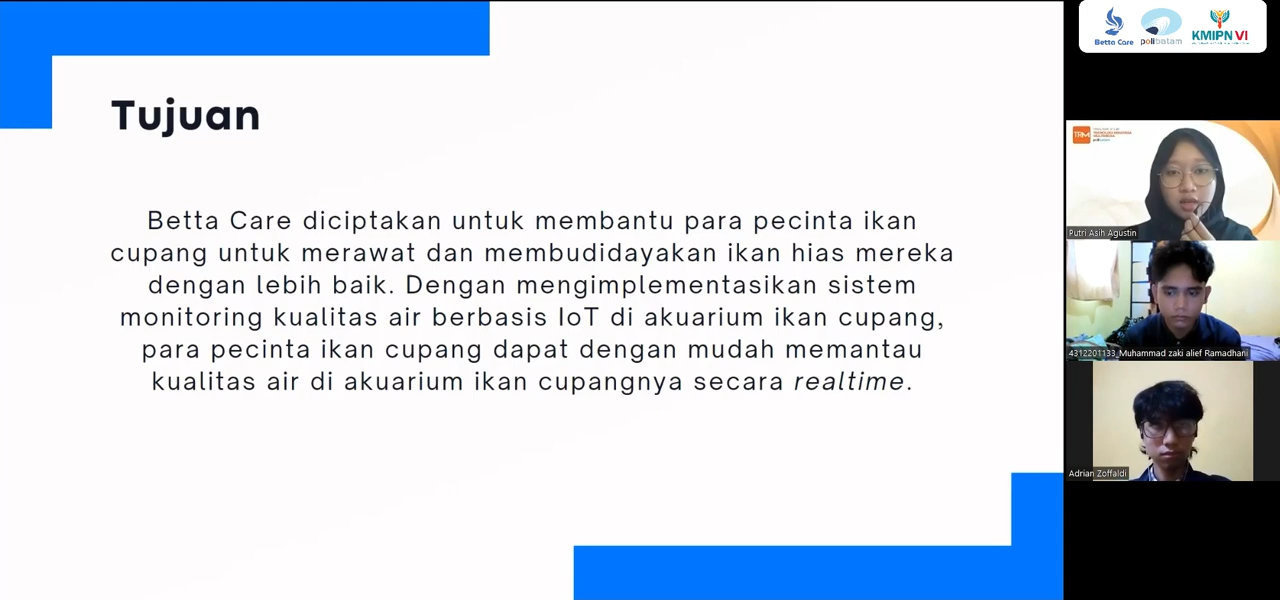 Tujuan
Betta Care diciptakan untuk membantu para pecinta ikan
cupang untuk merawat dan membudidayakan ikan hias mereka
dengan lebih baik. Dengan mengimplementasikan sistem
monitoring kualitas air berbasis IoT di akuarium ikan cupang,
para pecinta ikan cupang dapat dengan mudah memantau
kualitas air di akuarium ikan cupangnya secara realtime.
Betta Care
polibatam
KMIPN VI
TRM
Putri Asih Agustin
4312201133_Muhammad zaki alief Ramadhani
Adrian Zoffaldi